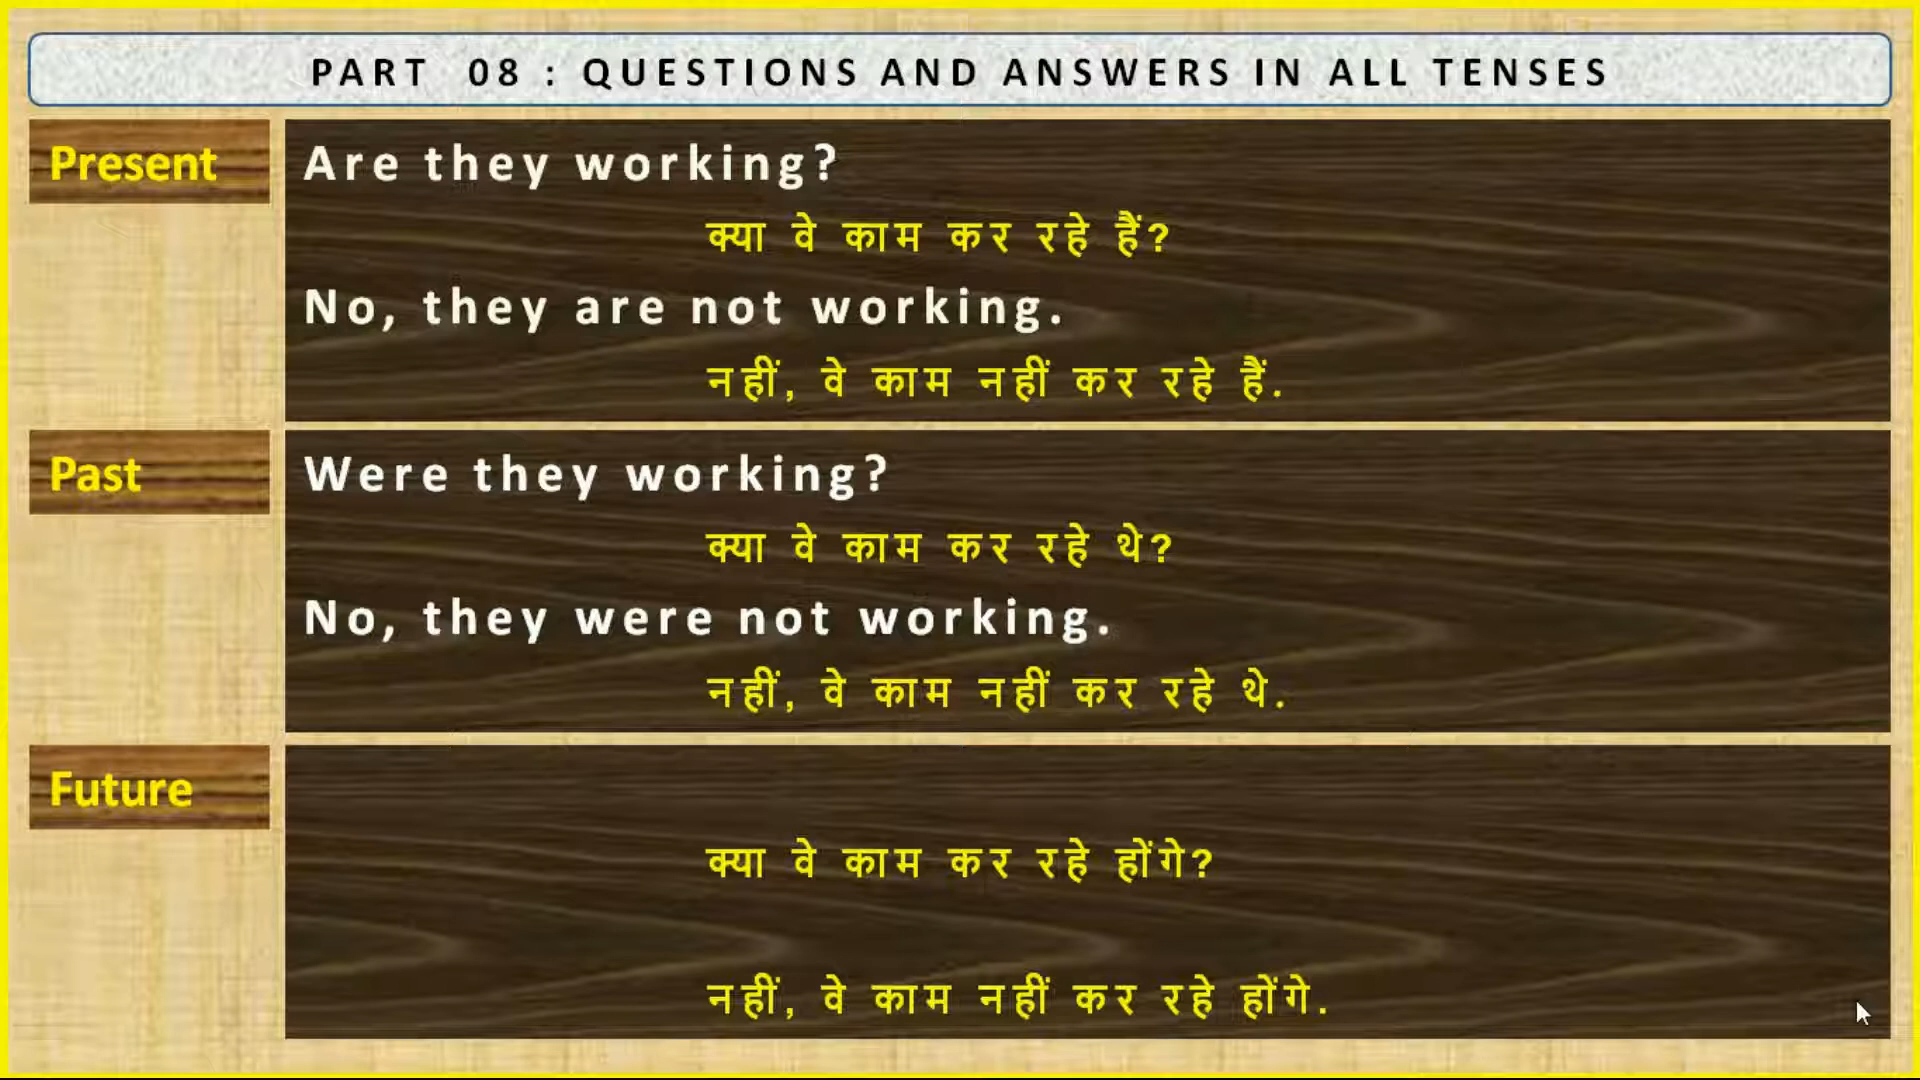 PART 08 : QUESTIONS AND ANSWERS IN ALL TENSES
Present
Are they working?
क्या वे काम कर रहे हैं?
No, they are not working.
नहीं, वे काम नहीं कर रहे हैं.
Past
Were they working?
क्या वे काम कर रहे थे?
No, they were not working.
नहीं, वे काम नहीं कर रहे थे.
Future
क्या वे काम कर रहे होंगे?
नहीं, वे काम नहीं कर रहे होंगे.